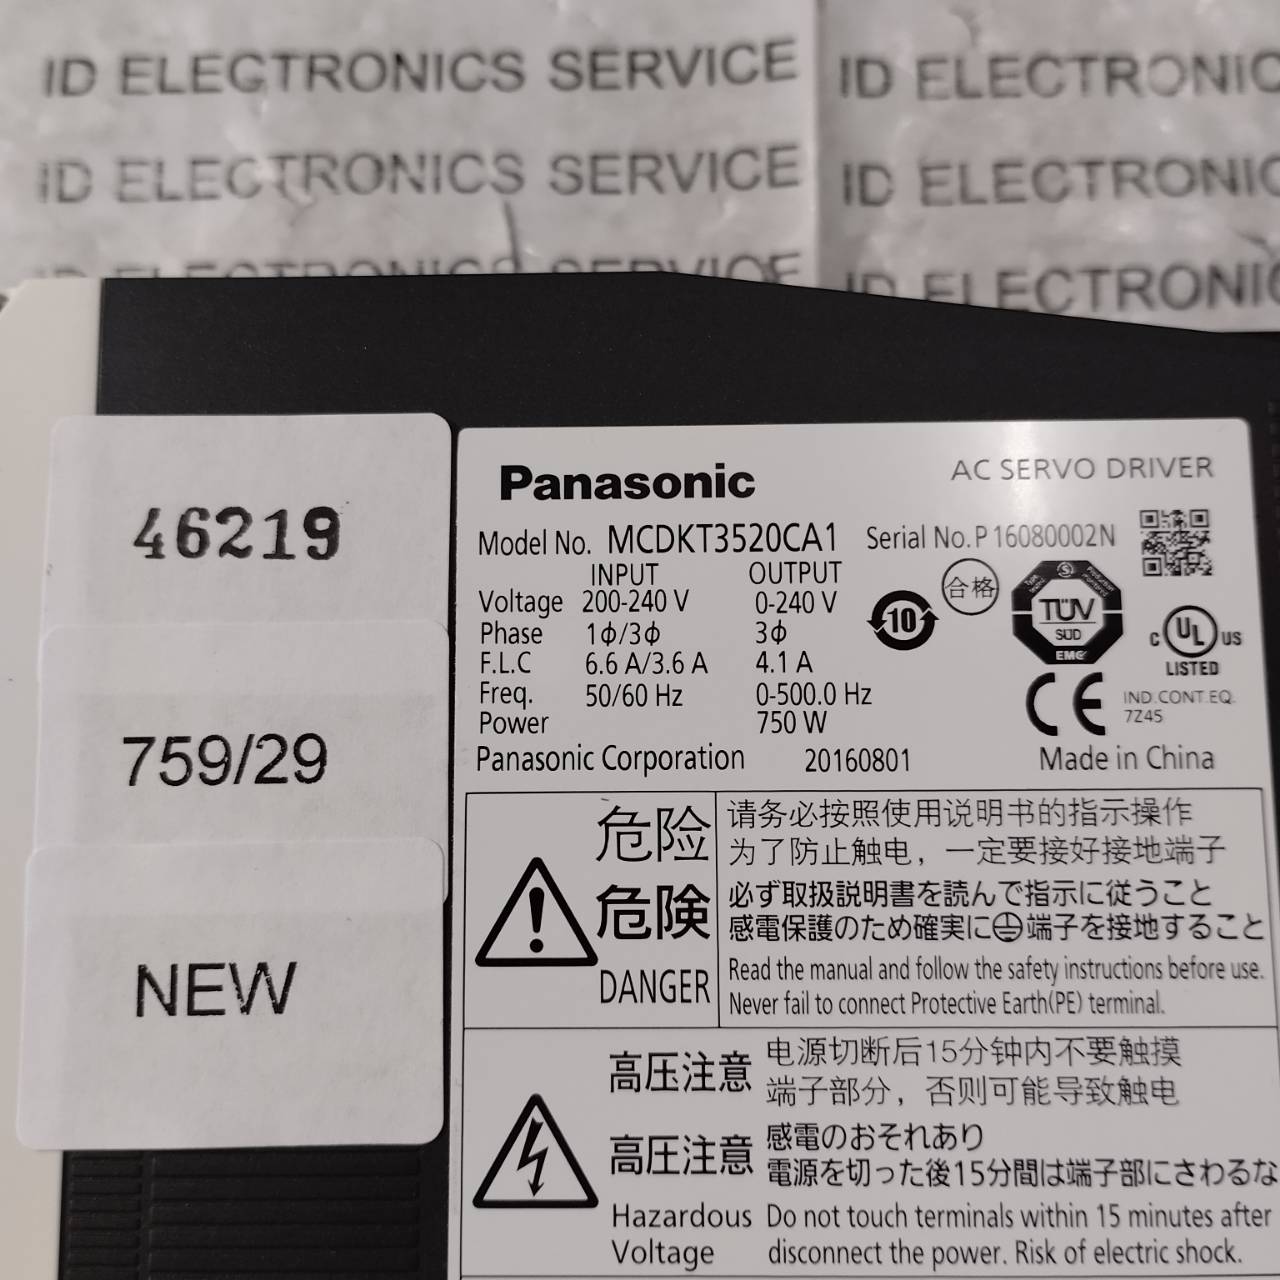 ID ELECTRONICS SERVICE ID ELECTRONIC
ID ELECTRONICS SERVICE ID ELECTRONIC
ID ELECTRONICS SERVICE ID ELECTRONIC
46219
759/29
NEW
Panasonic AC SERVO DRIVER
Model No. MCDKT3520CA1 Serial No. P16080002N
INPUT OUTPUT
Voltage 200-240 V 0-240 V
Phase 1ϕ/3ϕ 3ϕ
F.L.C 6.6 A/3.6 A 4.1 A
Freq. 50/60 Hz 0-500.0 Hz
Power 750 W
10
合格
TÜV
SÜD
EMC
C UL US
LISTED
CE IND.CONT.EQ.
7Z45
Panasonic Corporation 20160801 Made in China
危险
危険
DANGER
请务必按照使用说明书的指示操作
为了防止触电，一定要接好接地端子
必ず取扱説明書を読んで指示に従うこと
感電保護のため確実に⏚端子を接地すること
Read the manual and follow the safety instructions before use.
Never fail to connect Protective Earth(PE) terminal.
高压注意
电源切断后15分钟内不要触摸
端子部分，否则可能导致触电
高圧注意
感電のおそれあり
電源を切った後15分間は端子部にさわるな
Hazardous
Voltage
Do not touch terminals within 15 minutes after
disconnect the power. Risk of electric shock.